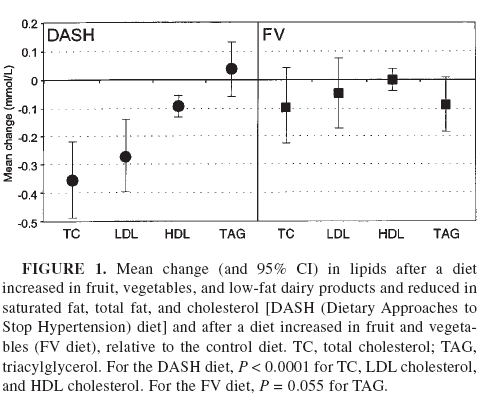 DASH
FV
0.2
0.1
0
-0.1
-0.2
-0.3
-0.4
-0.5
Mean change (mmol/L)
TC LDL HDL TAG TC LDL HDL TAG
FIGURE 1. Mean change (and 95% CI) in lipids after a diet
increased in fruit, vegetables, and low-fat dairy products and reduced in
saturated fat, total fat, and cholesterol [DASH (Dietary Approaches to
Stop Hypertension) diet] and after a diet increased in fruit and vegeta-
bles (FV diet), relative to the control diet. TC, total cholesterol; TAG,
triacylglycerol. For the DASH diet, P < 0.0001 for TC, LDL cholesterol,
and HDL cholesterol. For the FV diet, P = 0.055 for TAG.